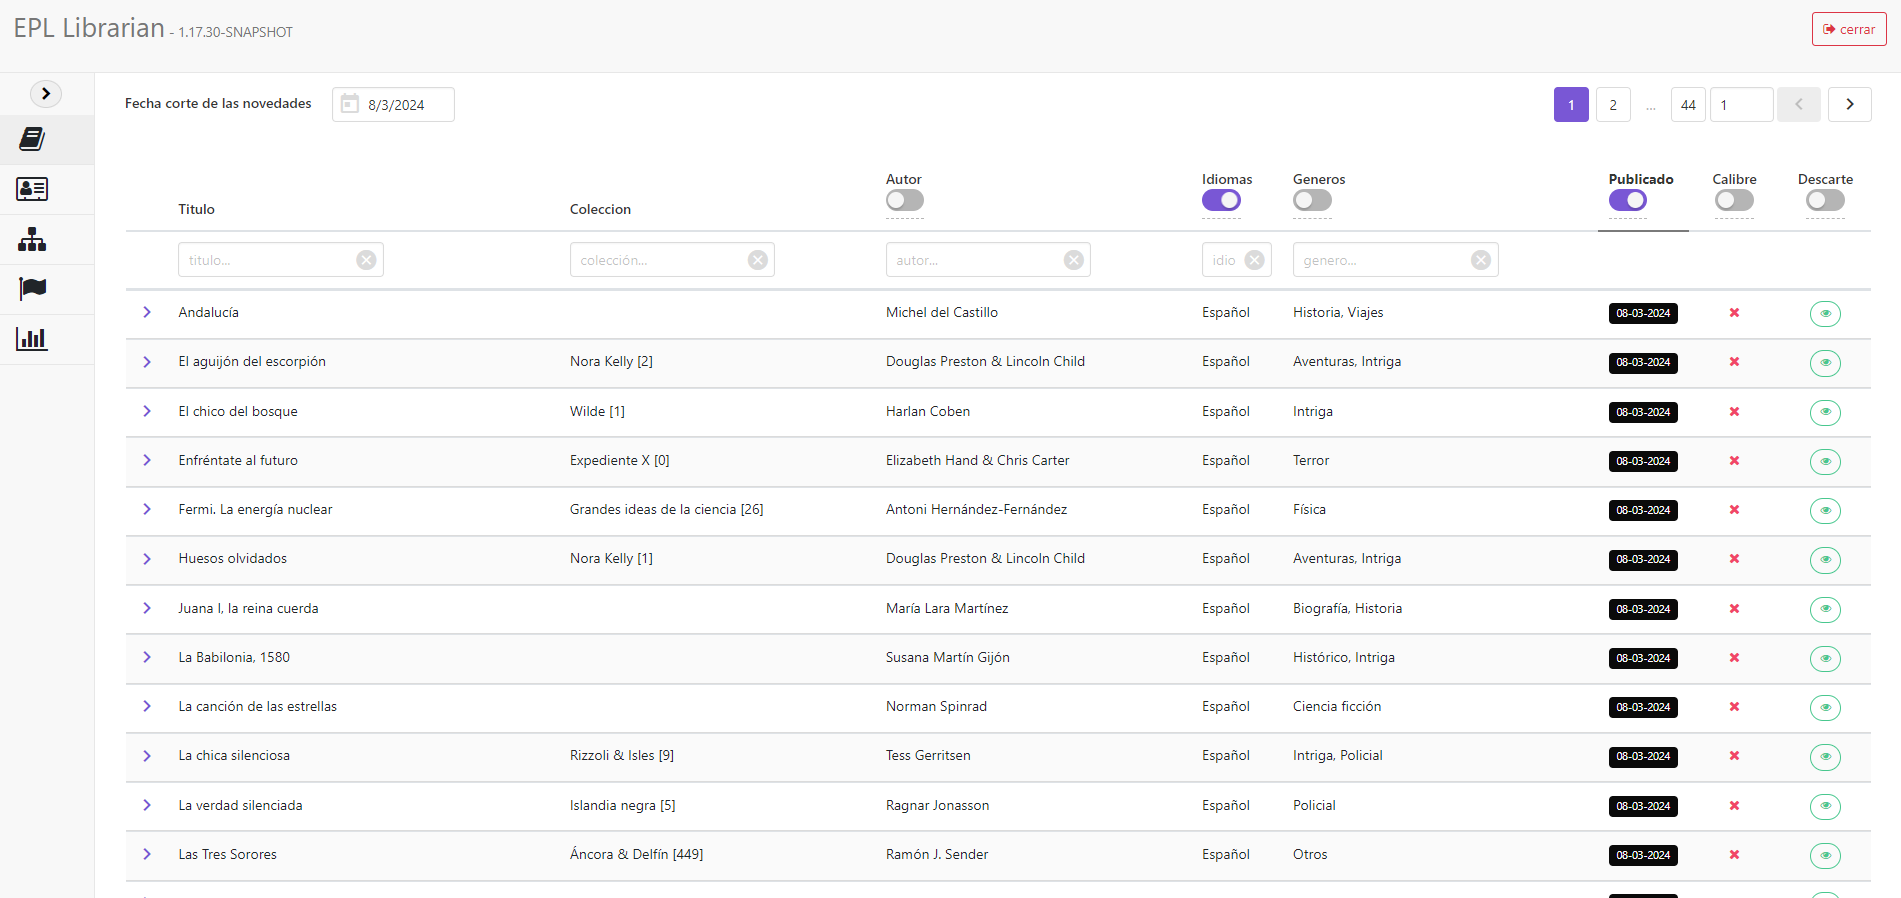 EPL Librarian - 1.17.30-SNAPSHOT
cerrar
Fecha corte de las novedades 8/3/2024
1 2 ... 44 1
Titulo Coleccion Autor Idiomas Generos Publicado Calibre Descarte
titulo... colección... autor... idio genero...
Andalucía Michel del Castillo Español Historia, Viajes 08-03-2024
El aguijón del escorpión Nora Kelly [2] Douglas Preston & Lincoln Child Español Aventuras, Intriga 08-03-2024
El chico del bosque Wilde [1] Harlan Coben Español Intriga 08-03-2024
Enfréntate al futuro Expediente X [0] Elizabeth Hand & Chris Carter Español Terror 08-03-2024
Fermi. La energía nuclear Grandes ideas de la ciencia [26] Antoni Hernández-Fernández Español Física 08-03-2024
Huesos olvidados Nora Kelly [1] Douglas Preston & Lincoln Child Español Aventuras, Intriga 08-03-2024
Juana I, la reina cuerda María Lara Martínez Español Biografía, Historia 08-03-2024
La Babilonia, 1580 Susana Martín Gijón Español Histórico, Intriga 08-03-2024
La canción de las estrellas Norman Spinrad Español Ciencia ficción 08-03-2024
La chica silenciosa Rizzoli & Isles [9] Tess Gerritsen Español Intriga, Policial 08-03-2024
La verdad silenciada Islandia negra [5] Ragnar Jonasson Español Policial 08-03-2024
Las Tres Sorores Áncora & Delfín [449] Ramón J. Sender Español Otros 08-03-2024